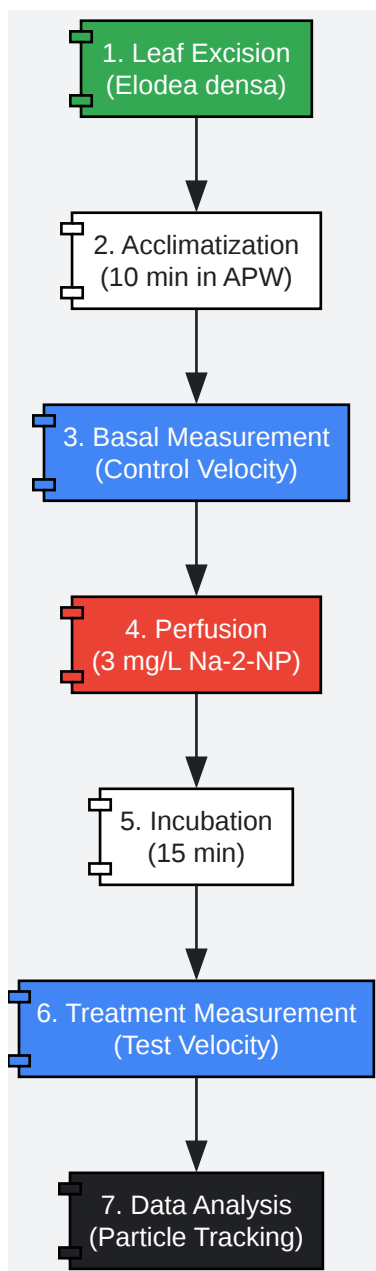 1. Leaf Excision
(Elodea densa)
2. Acclimatization
(10 min in APW)
3. Basal Measurement
(Control Velocity)
4. Perfusion
(3 mg/L Na-2-NP)
5. Incubation
(15 min)
6. Treatment Measurement
(Test Velocity)
7. Data Analysis
(Particle Tracking)